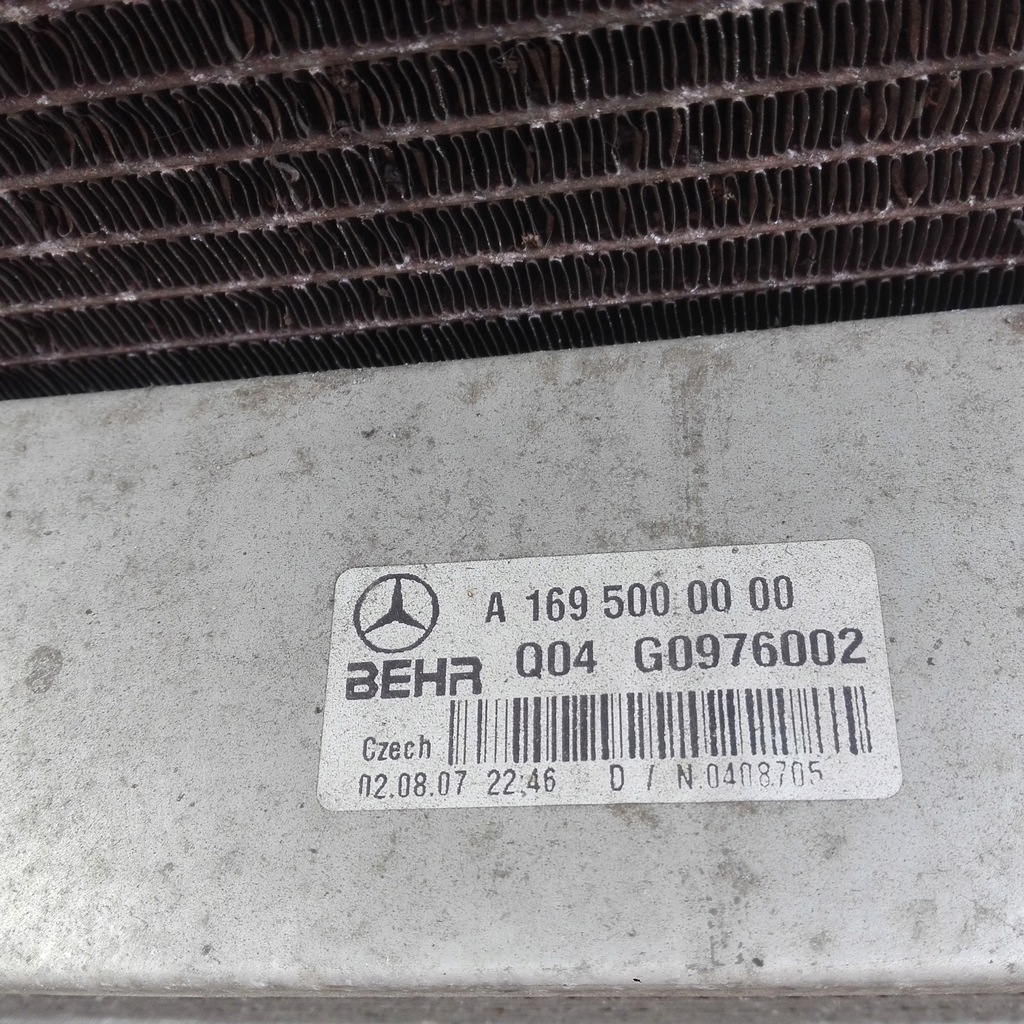 A 169 500 00 00
BEHR Q04 G0976002
Czech
02.08.07 22:46 D / N.0408705